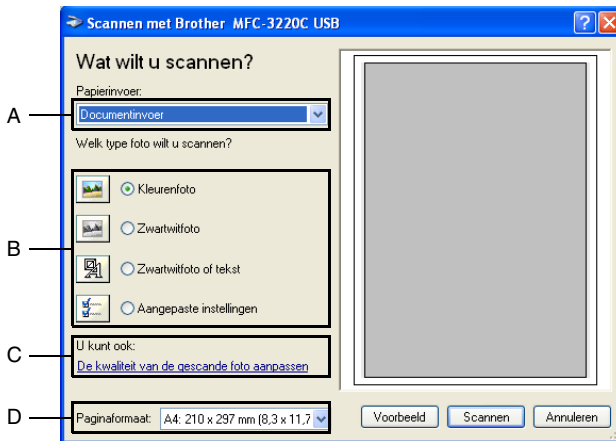 Scannen met Brother MFC-3220C USB
Wat wilt u scannen?
Papierinvoer:
A
Documentinvoer
Welk type foto wilt u scannen?
Kleurenfoto
Zwartwitfoto
B
Zwartwitfoto of tekst
Aangepaste instellingen
U kunt ook:
C
De kwaliteit van de gescande foto aanpassen
D
Paginaformaat: A4: 210 x 297 mm (8,3 x 11,7
Voorbeeld Scannen Annuleren